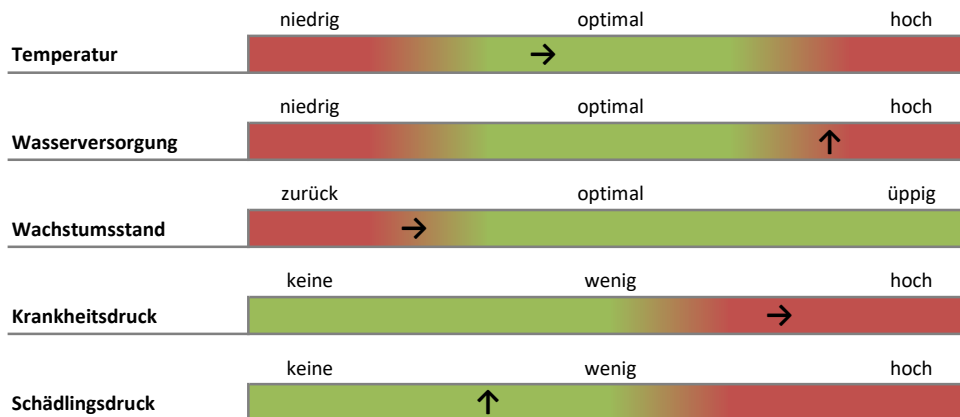 niedrig optimal hoch
Temperatur
niedrig optimal hoch
Wasserversorgung
zurück optimal üppig
Wachstumsstand
keine wenig hoch
Krankheitsdruck
keine wenig hoch
Schädlingsdruck